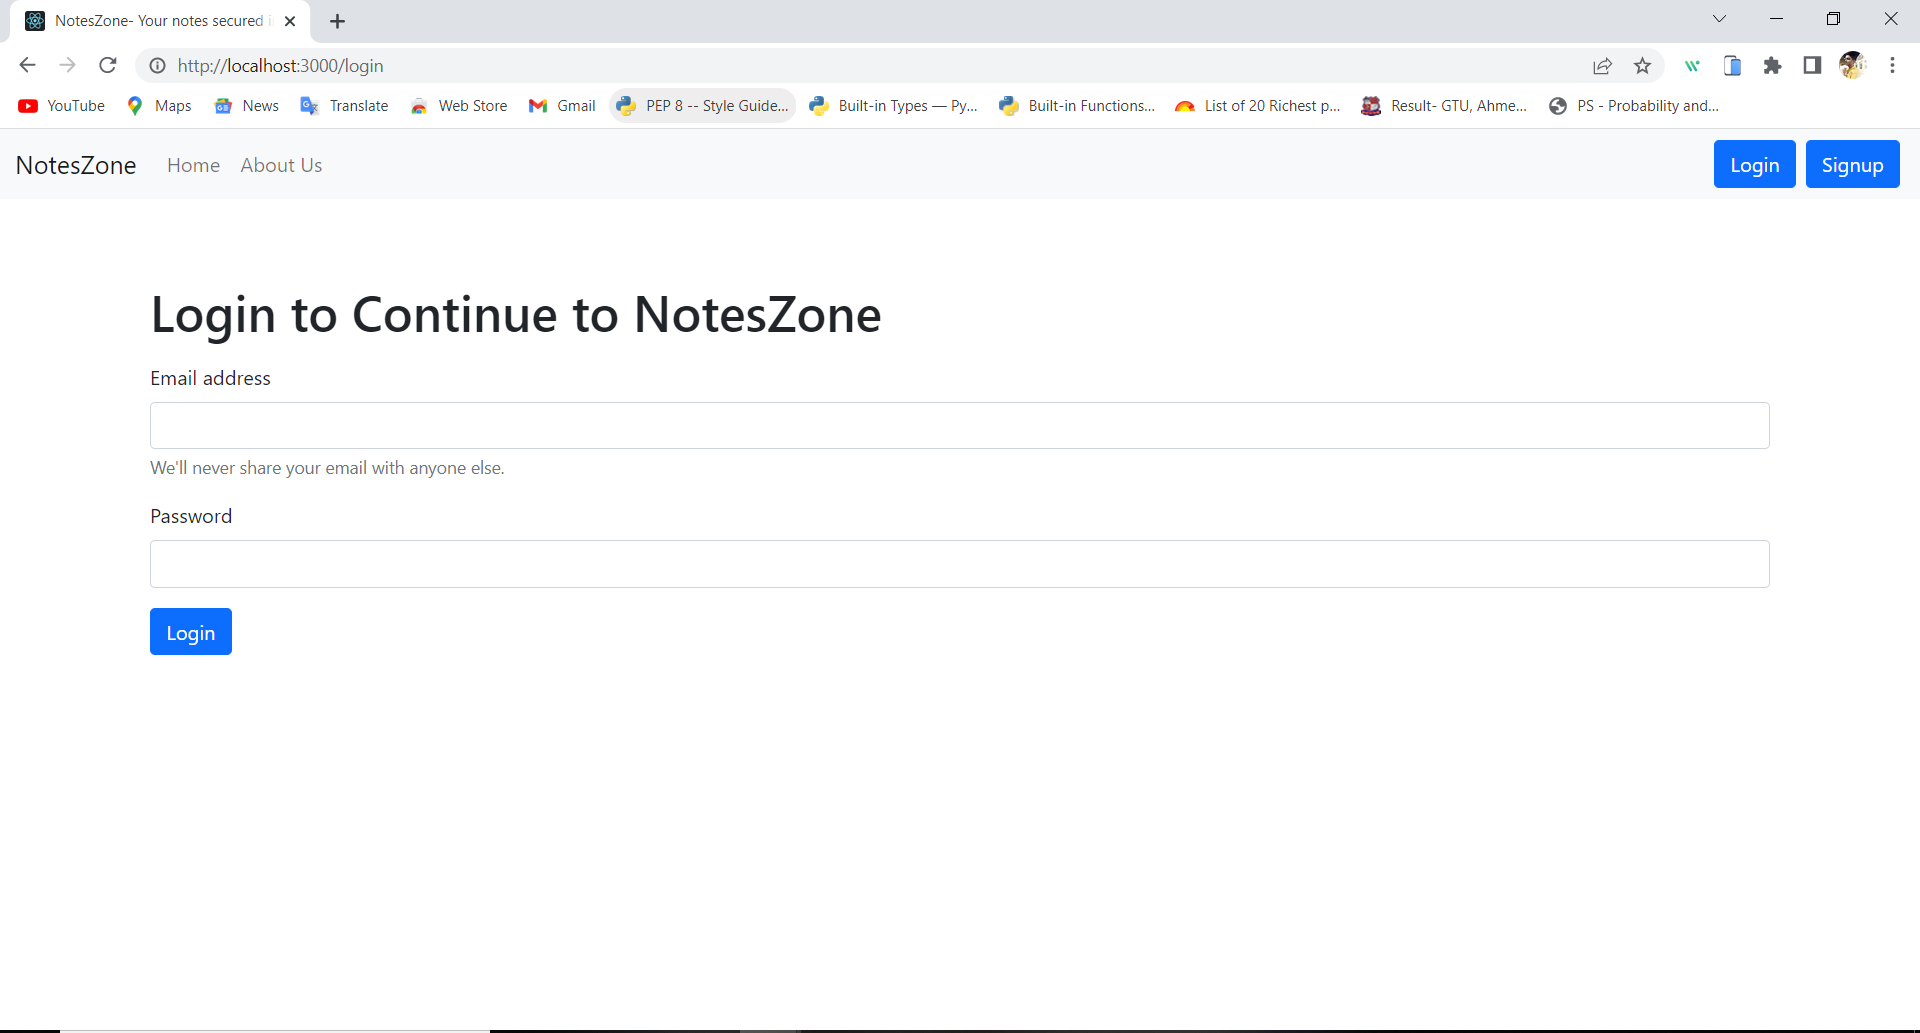 NotesZone- Your notes secured i
http://localhost:3000/login
YouTube Maps News Translate Web Store Gmail PEP 8 -- Style Guide... Built-in Types — Py... Built-in Functions... List of 20 Richest p... Result- GTU, Ahme... PS - Probability and...
NotesZone Home About Us Login Signup
Login to Continue to NotesZone
Email address
We'll never share your email with anyone else.
Password
Login